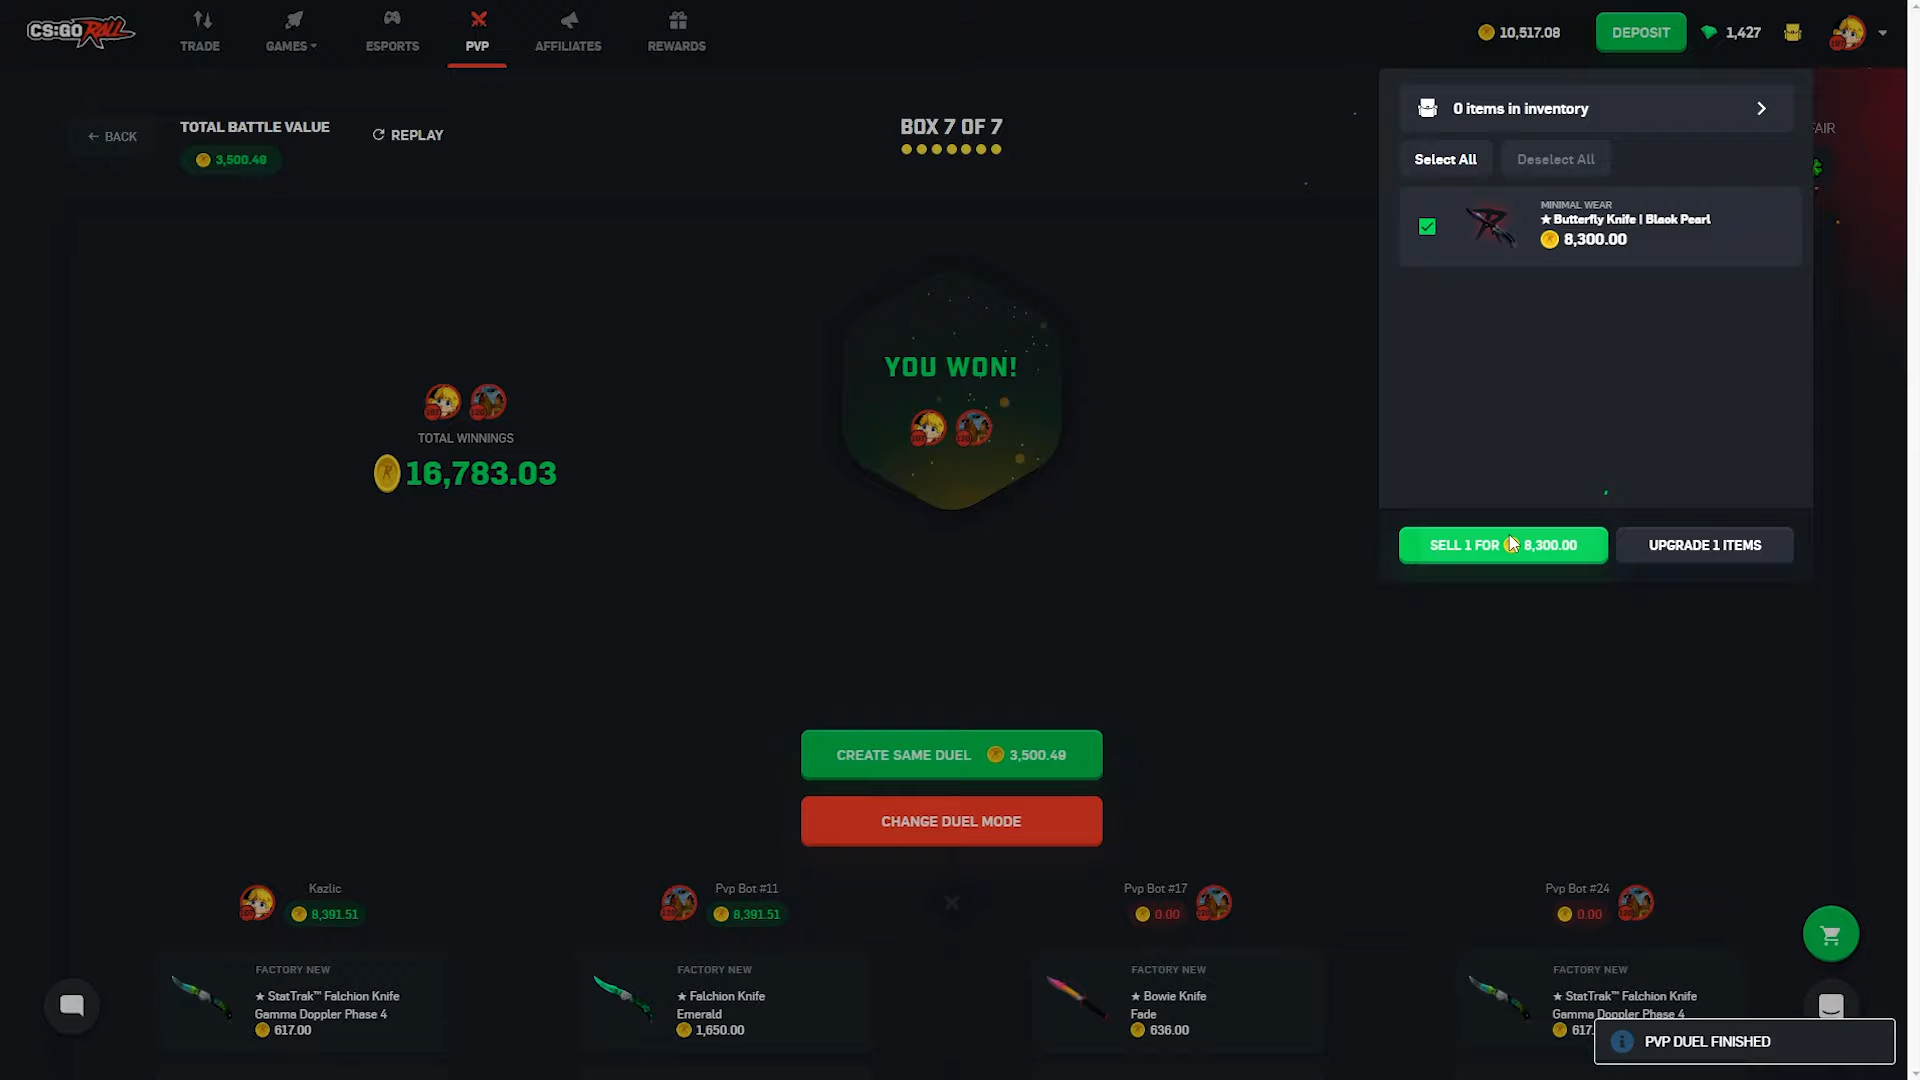 CS:GO ROLL
TRADE
GAMES
ESPORTS
PVP
AFFILIATES
REWARDS
10,517.08
DEPOSIT
1,427
BACK
TOTAL BATTLE VALUE
3,500.49
REPLAY
BOX 7 OF 7
0 items in inventory
FAIR
Select All
Deselect All
MINIMAL WEAR
★ Butterfly Knife | Black Pearl
8,300.00
YOU WON!
TOTAL WINNINGS
16,783.03
SELL 1 FOR 8,300.00
UPGRADE 1 ITEMS
CREATE SAME DUEL 3,500.49
CHANGE DUEL MODE
Kazlic
8,391.51
Pvp Bot #11
8,391.51
Pvp Bot #17
0.00
Pvp Bot #24
0.00
FACTORY NEW
★ StatTrak™ Falchion Knife
Gamma Doppler Phase 4
617.00
FACTORY NEW
★ Falchion Knife
Emerald
1,650.00
FACTORY NEW
★ Bowie Knife
Fade
636.00
FACTORY NEW
★ StatTrak™ Falchion Knife
Gamma Doppler Phase 4
617.
PVP DUEL FINISHED